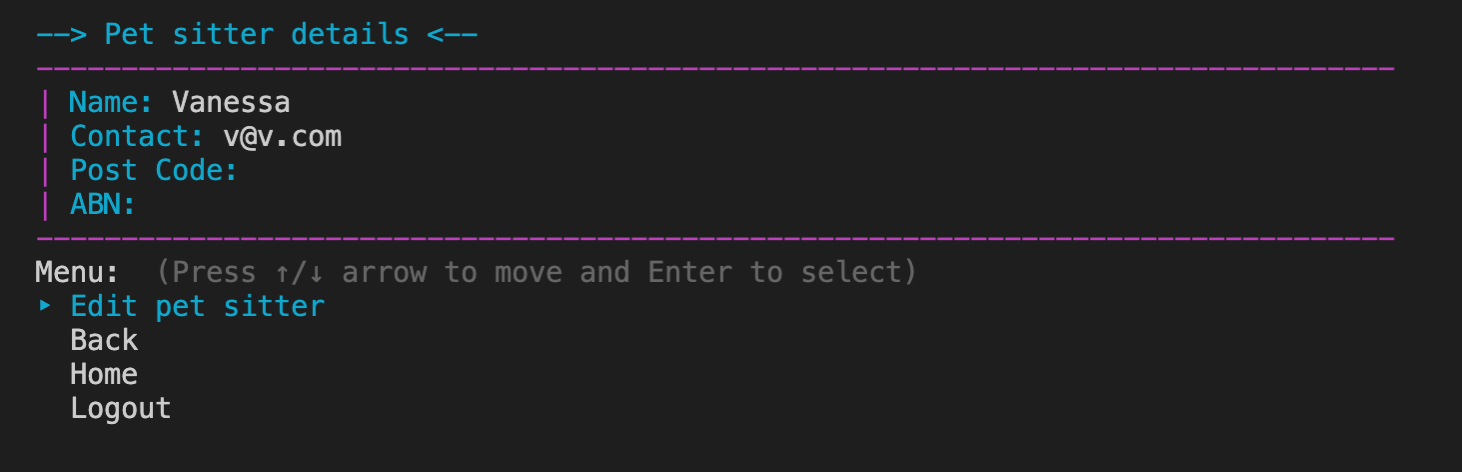 --> Pet sitter details <--
--------------------------------------------------------------------------------
| Name: Vanessa
| Contact: v@v.com
| Post Code:
| ABN:
--------------------------------------------------------------------------------
Menu:  (Press ↑/↓ arrow to move and Enter to select)
‣ Edit pet sitter
  Back
  Home
  Logout